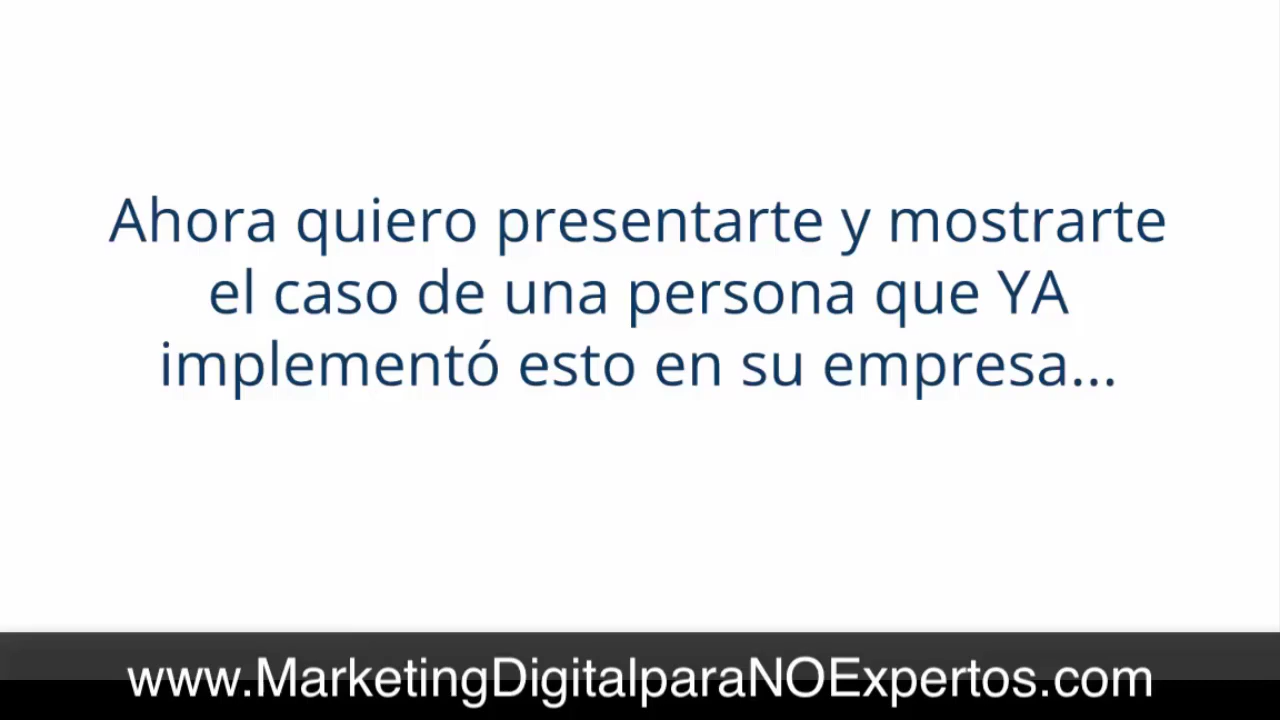 Ahora quiero presentarte y mostrarte
el caso de una persona que YA
implementó esto en su empresa...
www.MarketingDigitalparaNOExpertos.com